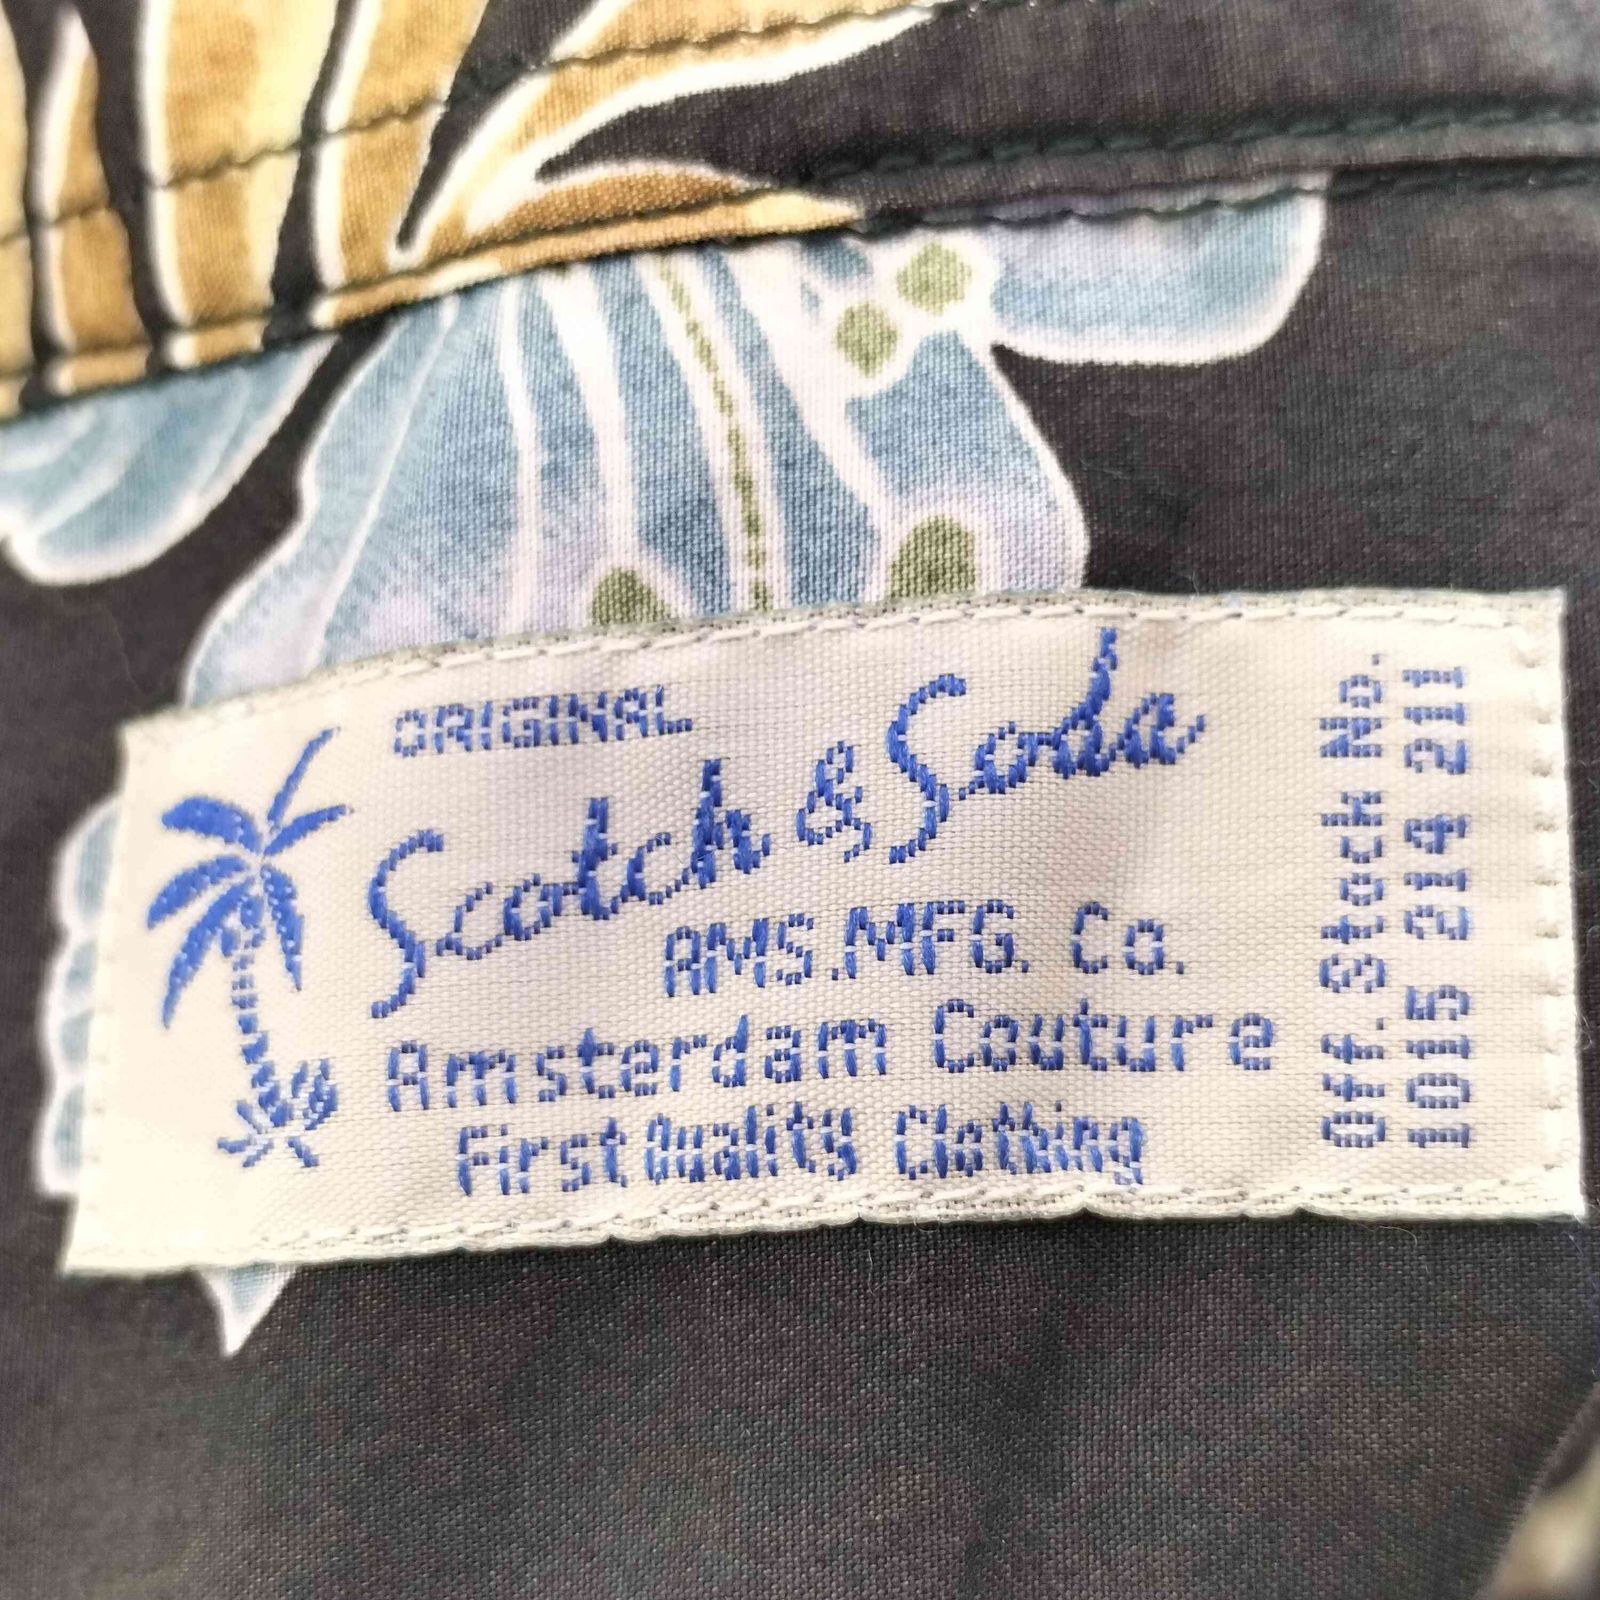 ORIGINAL
Scotch & Soda
AMS.MFG. Co.
Amsterdam Couture
First Quality Clothing
Off. Stock No.
1015 214 211